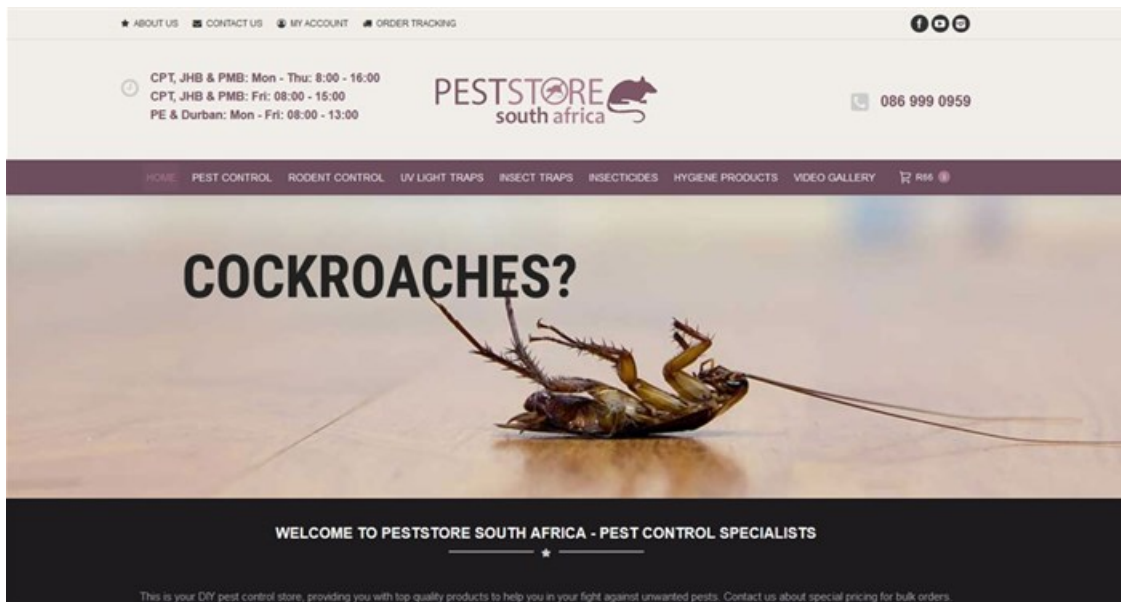 ABOUT US CONTACT US MY ACCOUNT ORDER TRACKING
CPT, JHB & PMB: Mon - Thu: 8:00 - 16:00
CPT, JHB & PMB: Fri: 08:00 - 15:00
PE & Durban: Mon - Fri: 08:00 - 13:00
PESTSTORE
south africa
086 999 0959
HOME PEST CONTROL RODENT CONTROL UV LIGHT TRAPS INSECT TRAPS INSECTICIDES HYGIENE PRODUCTS VIDEO GALLERY R66
COCKROACHES?
WELCOME TO PESTSTORE SOUTH AFRICA - PEST CONTROL SPECIALISTS
This is your DIY pest control store, providing you with top quality products to help you in your fight against unwanted pests. Contact us about special pricing for bulk orders.